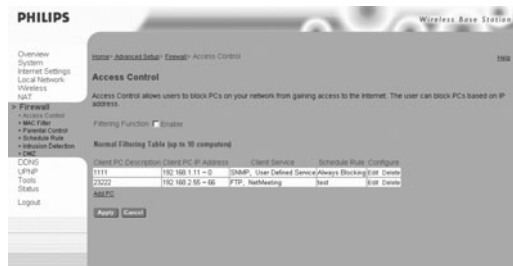 PHILIPS
Wireless Base Station
Overview
System
Internet Settings
Local Network
Wireless
NAT
> Firewall
• Access Control
• MAC Filter
• Parental Control
• Schedule Rule
• Intrusion Detection
• DMZ
DDNS
UPNP
Tools
Status
Logout
Home> Advanced Setup> Firewall> Access Control
Help
Access Control
Access Control allows users to block PCs on your network from gaining access to the Internet. The user can block PCs based on IP
address.
Filtering Function: Enable
Normal Filtering Table (up to 10 computers)
Client PC Description Client PC IP Address Client Service Schedule Rule Configure
1111 192.168.1.11 ~ 0 SNMP, User Defined Service Always Blocking Edit Delete
23222 192.168.2.55 ~ 66 FTP, NetMeeting test Edit Delete
Add PC
Apply Cancel